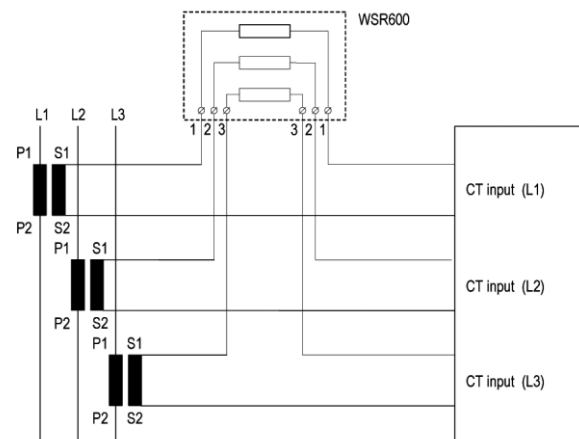 WSR600
L1 L2 L3
1 2 3 3 2 1
P1 S1
CT input (L1)
P2 S2
P1 S1
CT input (L2)
P2 S2
P1 S1
CT input (L3)
P2 S2